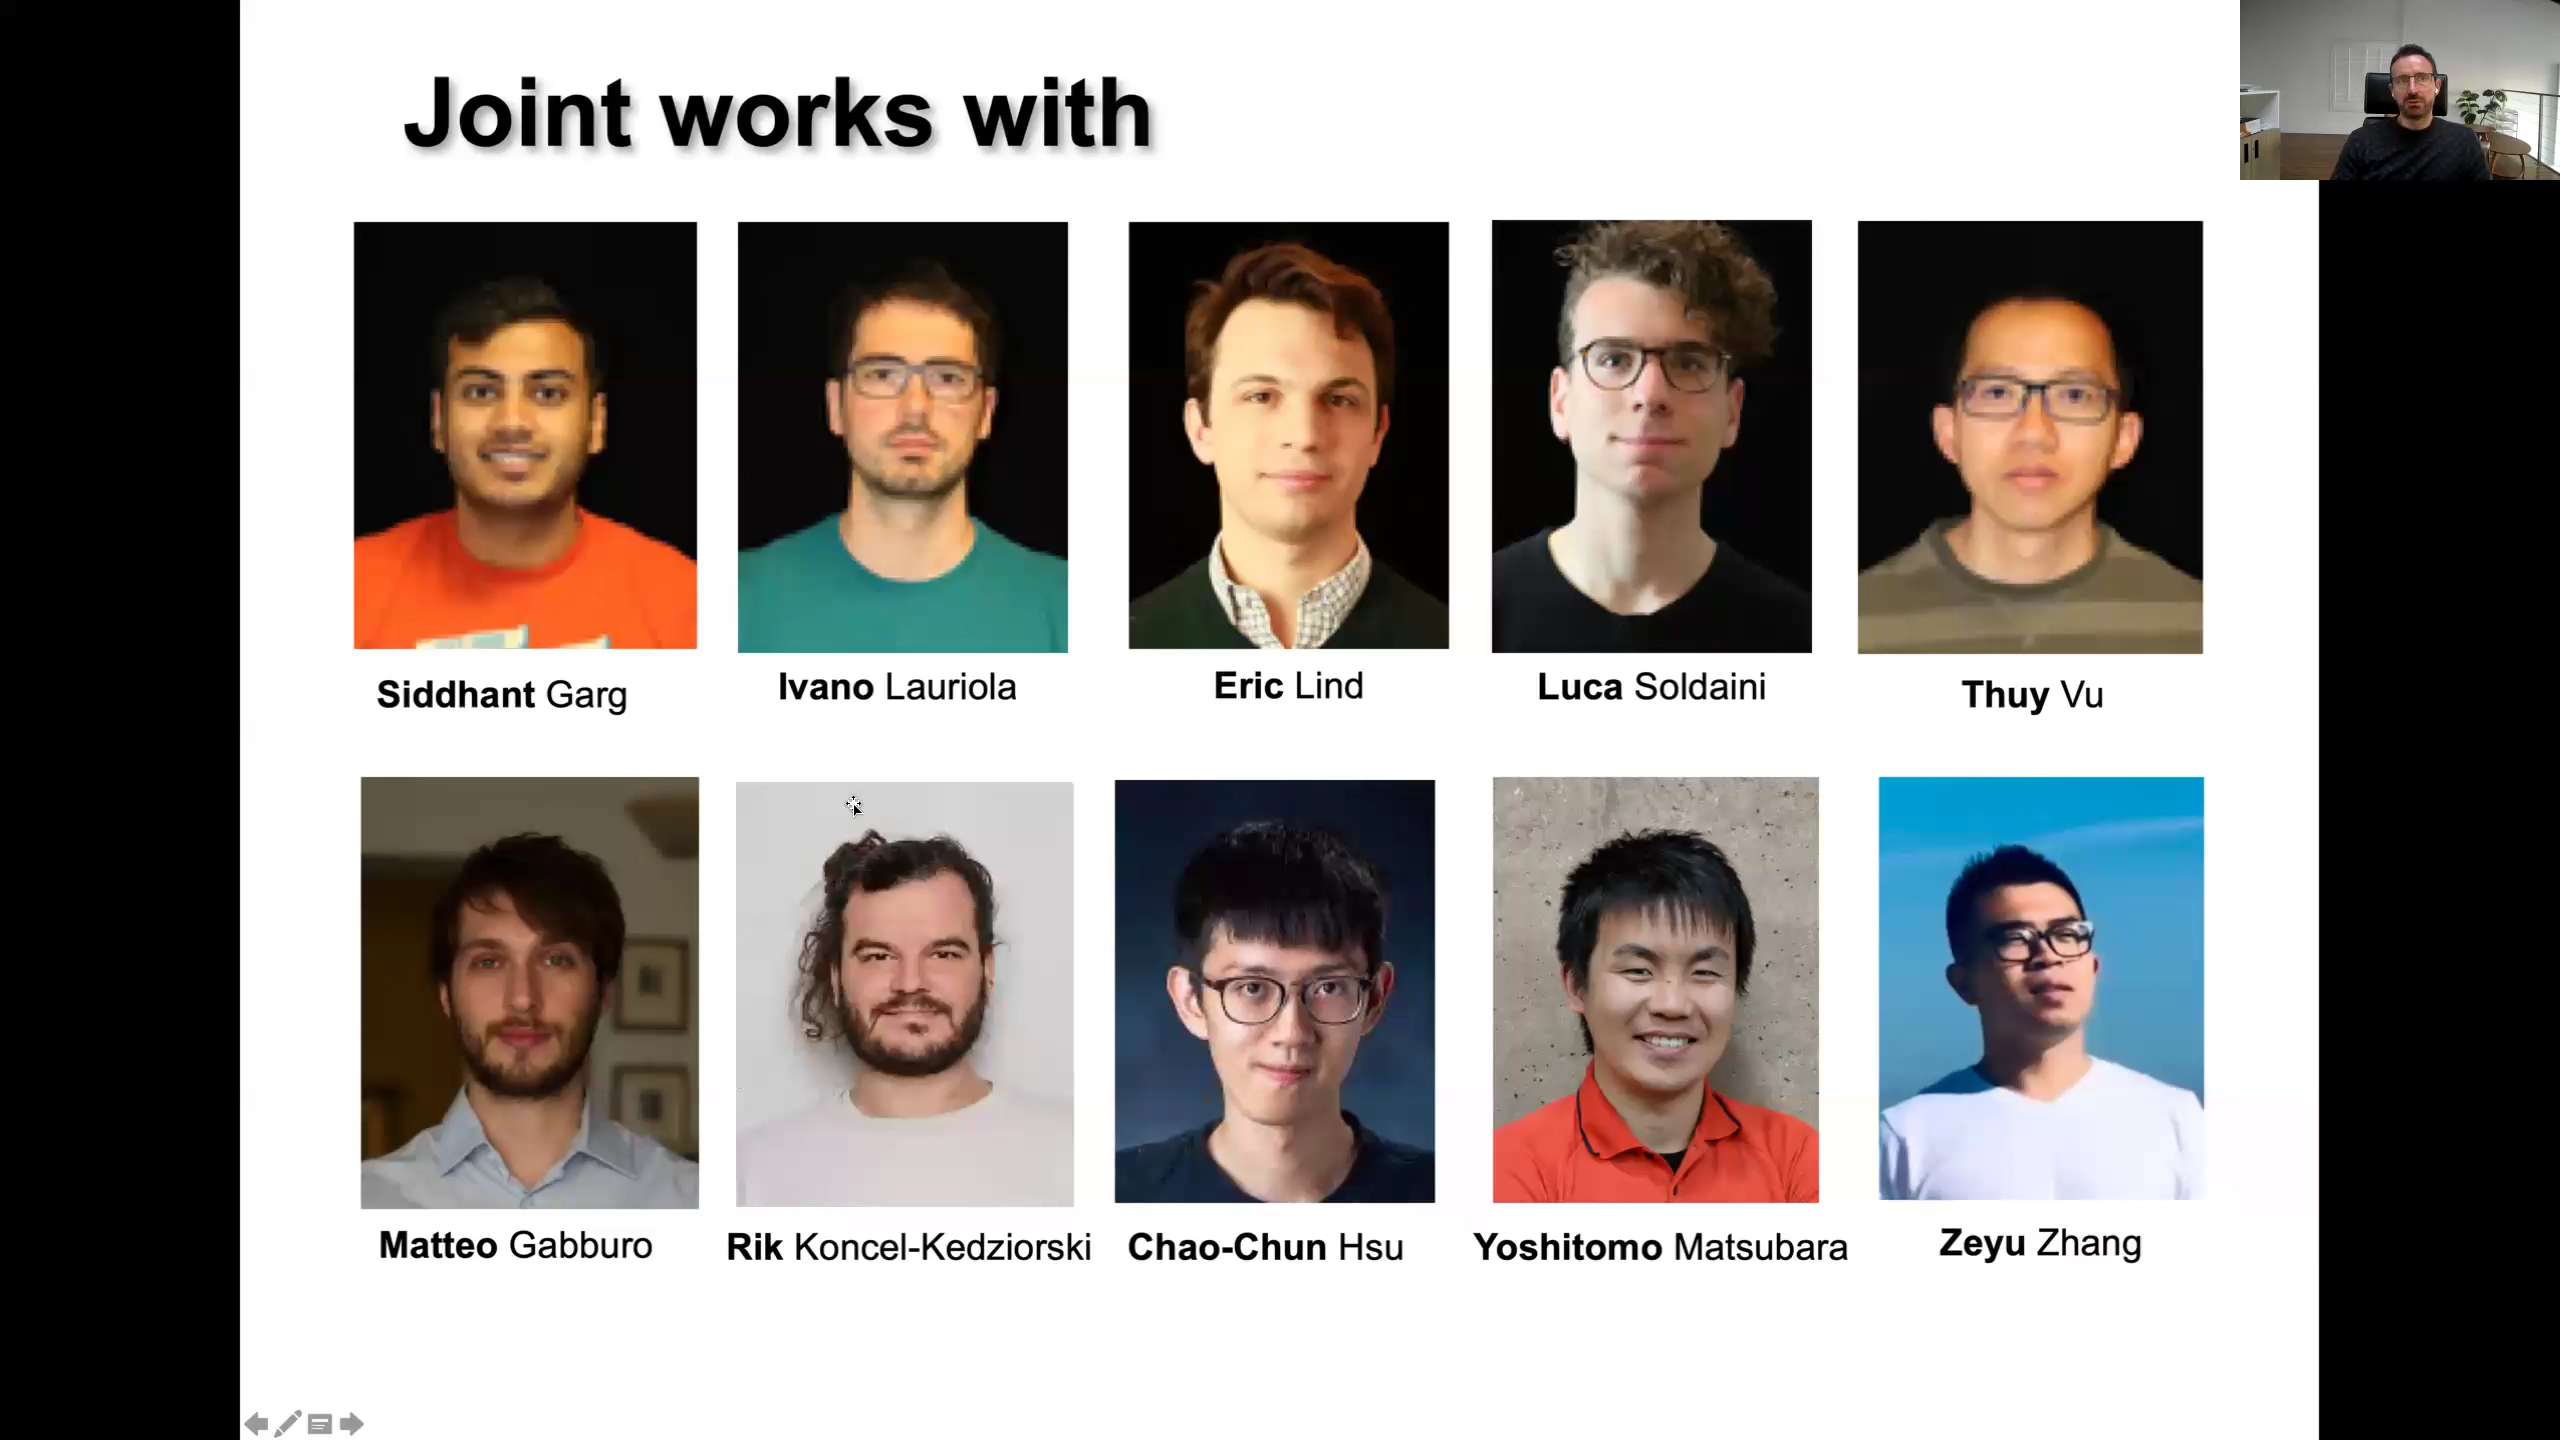 Joint works with
Siddhant Garg
Ivano Lauriola
Eric Lind
Luca Soldaini
Thuy Vu
Matteo Gabburo
Rik Koncel-Kedziorski
Chao-Chun Hsu
Yoshitomo Matsubara
Zeyu Zhang